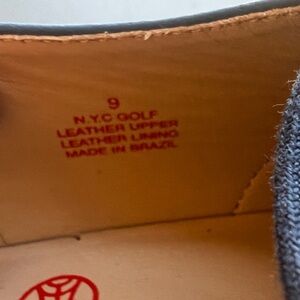 9
N.Y.C GOLF
LEATHER UPPER
LEATHER LINING
MADE IN BRAZIL